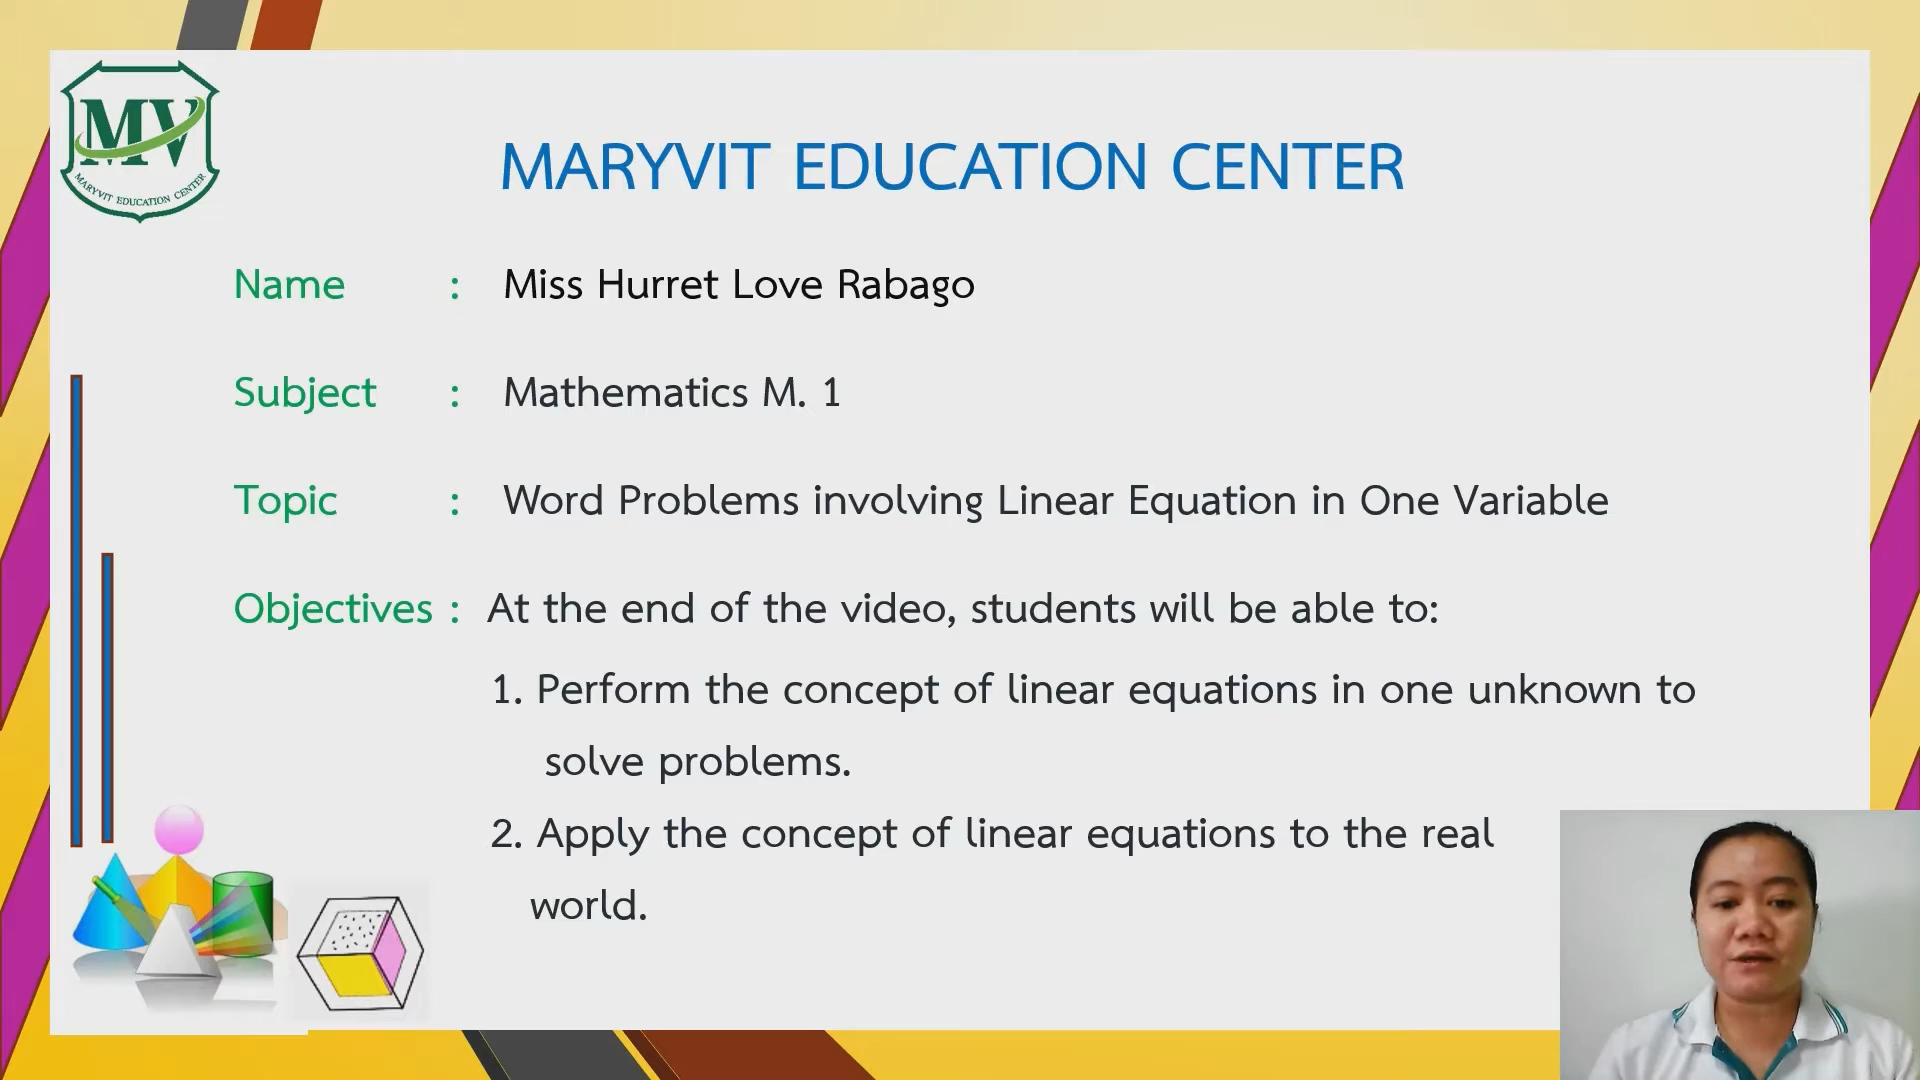 MV
MARYVIT EDUCATION CENTER
MARYVIT EDUCATION CENTER
Name : Miss Hurret Love Rabago
Subject : Mathematics M. 1
Topic : Word Problems involving Linear Equation in One Variable
Objectives : At the end of the video, students will be able to:
1. Perform the concept of linear equations in one unknown to
solve problems.
2. Apply the concept of linear equations to the real
world.